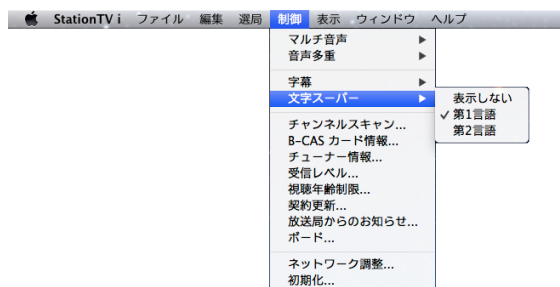 StationTV i ファイル 編集 選局 制御 表示 ウィンドウ ヘルプ
マルチ音声
音声多重
字幕
文字スーパー
表示しない
第1言語
第2言語
チャンネルスキャン...
B-CAS カード情報...
チューナー情報...
受信レベル...
視聴年齢制限...
契約更新...
放送局からのお知らせ...
ボード...
ネットワーク調整...
初期化...